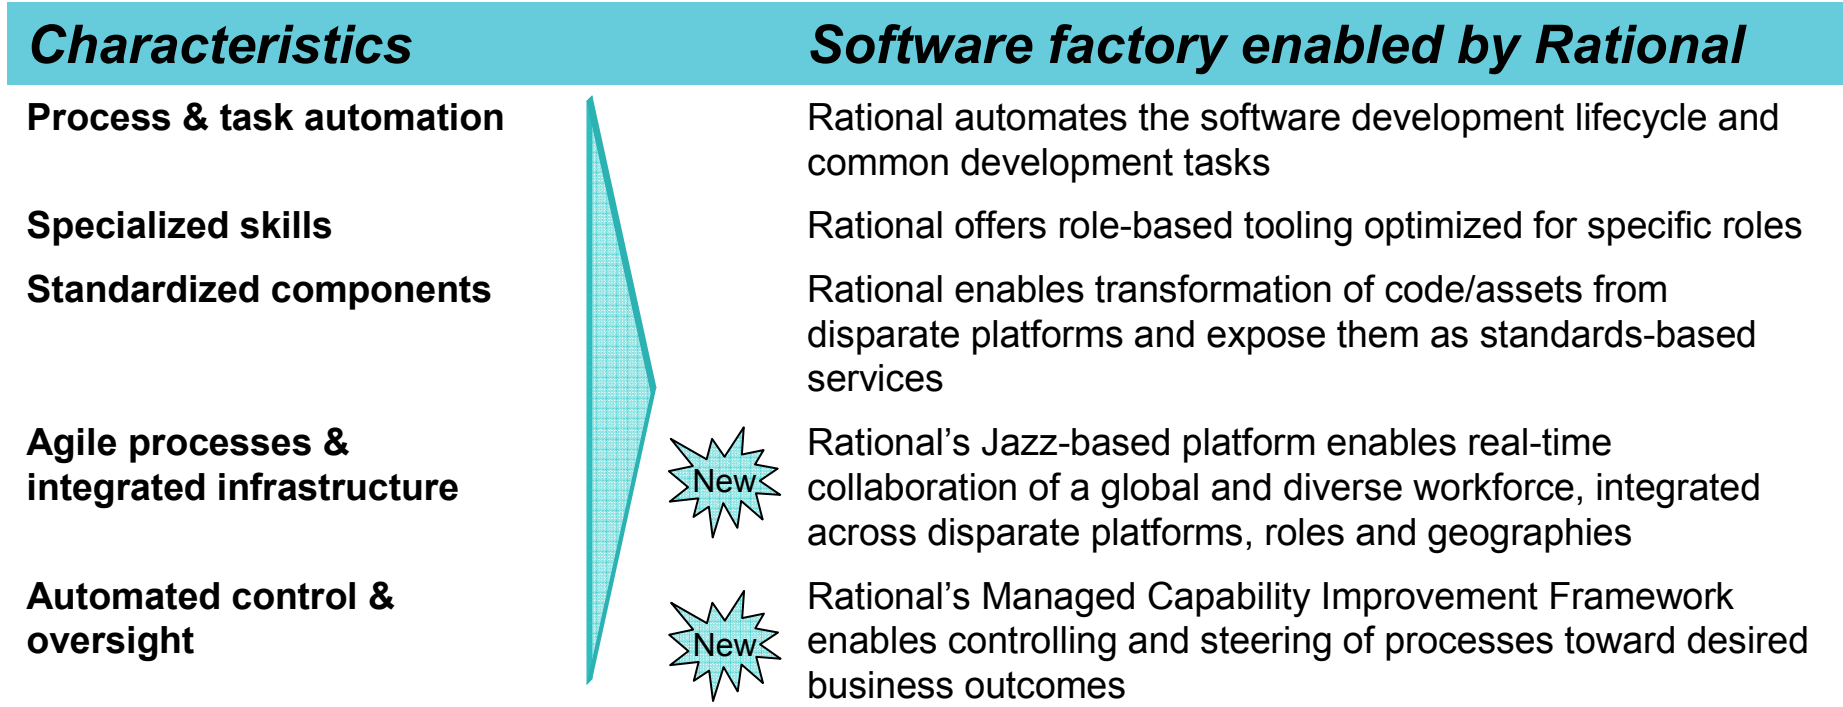 Characteristics
Software factory enabled by Rational
Process & task automation
Rational automates the software development lifecycle and
common development tasks
Specialized skills
Rational offers role-based tooling optimized for specific roles
Standardized components
Rational enables transformation of code/assets from
disparate platforms and expose them as standards-based
services
Agile processes &
integrated infrastructure
New
Rational’s Jazz-based platform enables real-time
collaboration of a global and diverse workforce, integrated
across disparate platforms, roles and geographies
Automated control &
oversight
New
Rational’s Managed Capability Improvement Framework
enables controlling and steering of processes toward desired
business outcomes